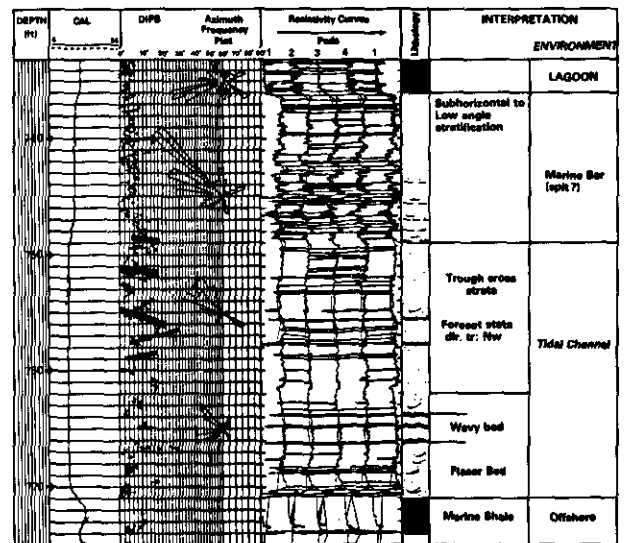 DEPTH (ft) CAL DIPS Azimuth Frequency Plot Resistivity Curves Pads Lithology INTERPRETATION ENVIRONMENT
1 2 3 4 1
LAGOON
Subhorizontal to
Low angle
stratification
Marine Bar
(spit ?)
Trough cross
strata
Foreset stata
dir. tr: NW
Tidal Channel
Wavy bed
Flaser Bed
Marine Shale
Offshore